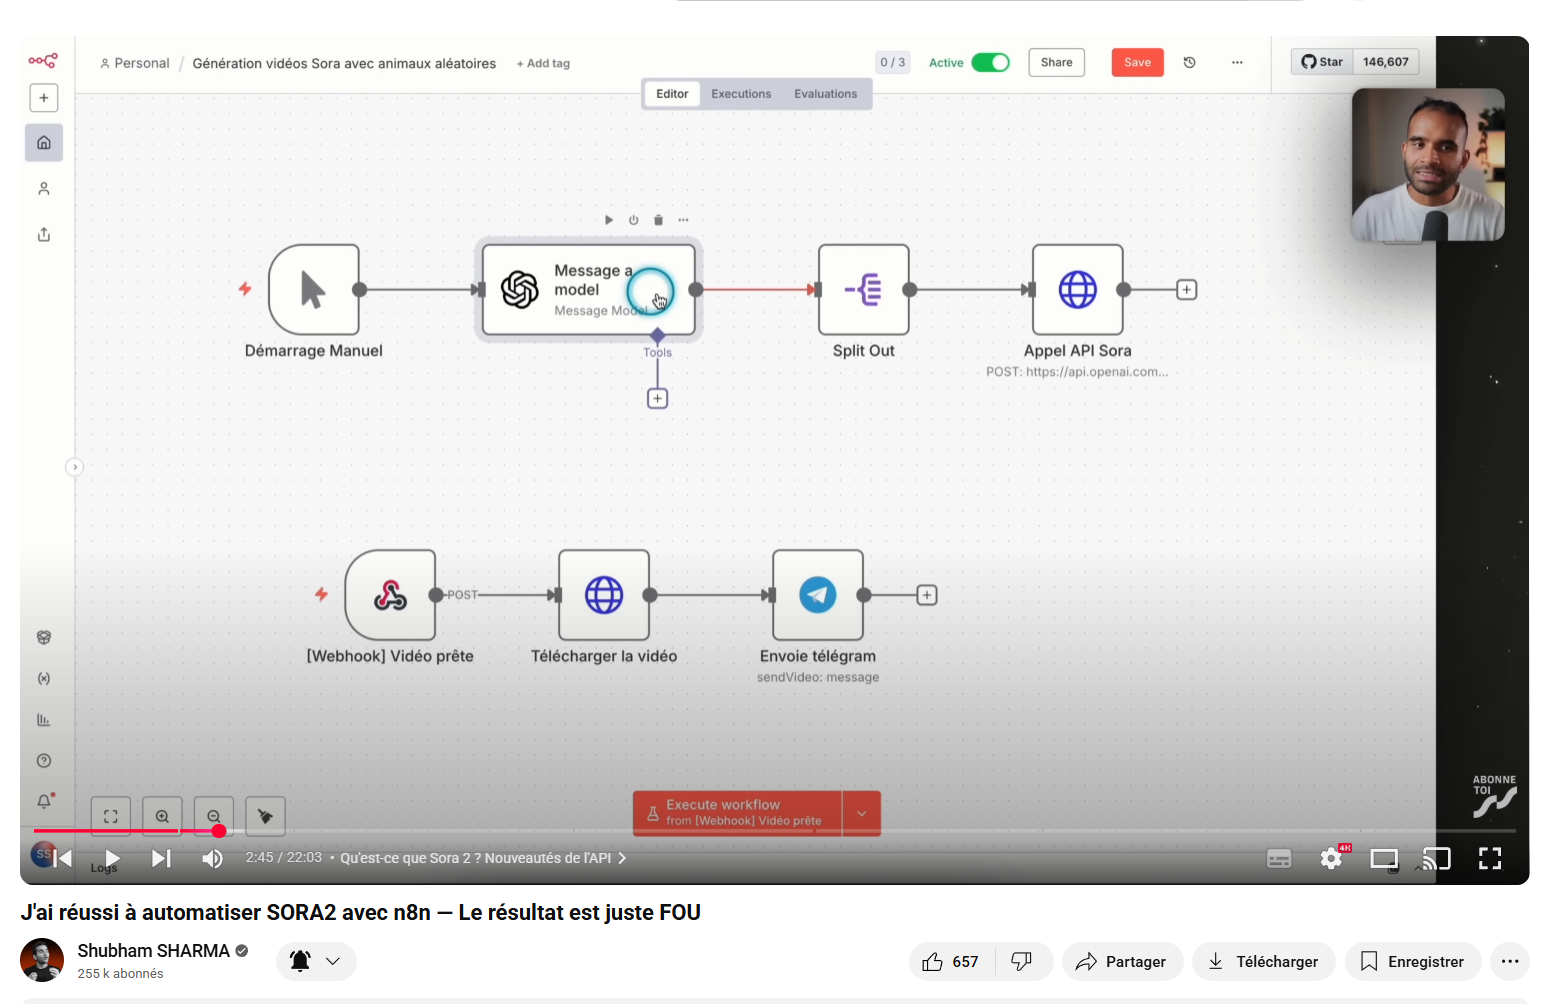 Personal / Génération vidéos Sora avec animaux aléatoires + Add tag
0 / 3 Active Share Save
Star 146,607
Editor Executions Evaluations
Message a model
Message Model
Démarrage Manuel
Tools
Split Out
Appel API Sora
POST: https://api.openai.com...
POST
[Webhook] Vidéo prête
Télécharger la vidéo
Envoie télégram
sendVideo: message
ABONNE
TOI
Execute workflow
from [Webhook] Vidéo prête
SS
2:45 / 22:03 • Qu'est-ce que Sora 2 ? Nouveautés de l'API
4K
Logs
J'ai réussi à automatiser SORA2 avec n8n — Le résultat est juste FOU
Shubham SHARMA
255 k abonnés
657
Partager
Télécharger
Enregistrer